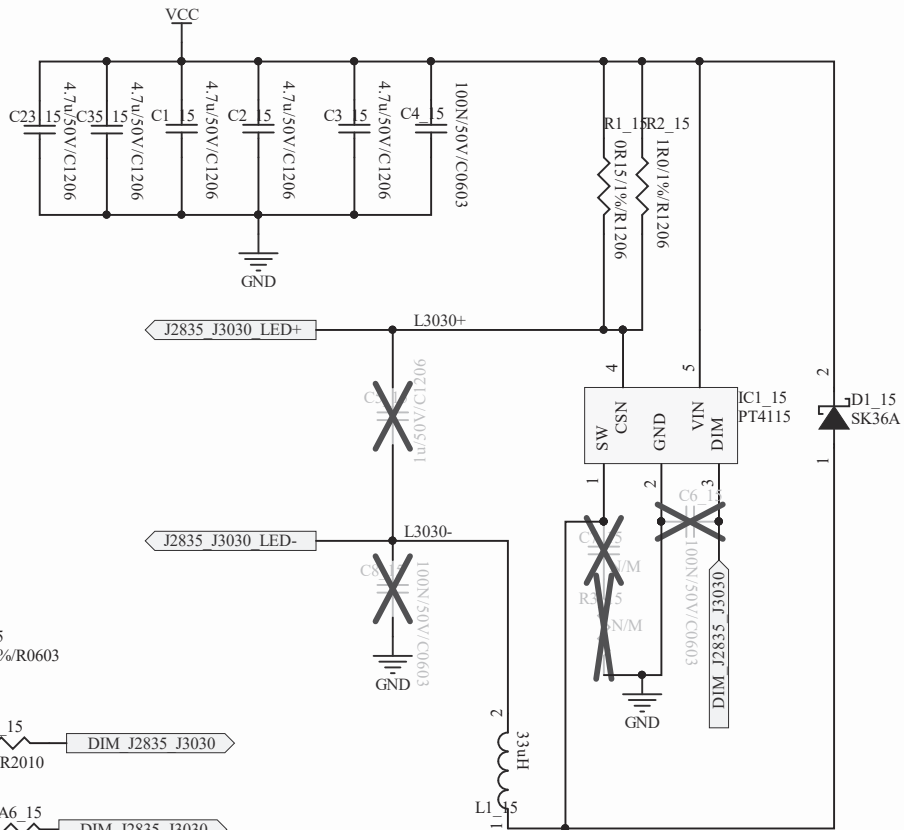 VCC
C23_15
4.7u/50V/C1206
C35_15
4.7u/50V/C1206
C1_15
C2_15
4.7u/50V/C1206
C3_15
4.7u/50V/C1206
C4_15
100N/50V/C0603
GND
R1_15
0R15/1%/R1206
R2_15
1R0/1%/R1206
J2835_J3030_LED+
L3030+
1u/50V/C1206
4
5
SW
CSN
GND
VIN
DIM
IC1_15
PT4115
2
D1_15
SK36A
1
1
2
3
C6_15
100N/50V/C0603
J2835_J3030_LED-
L3030-
C8_15
100N/50V/C0603
GND
N/M
N/M
GND
DIM_J2835_J3030
%/R0603
_15
R2010
DIM_J2835_J3030
A6_15
DIM_J2835_J3030
2
33uH
L1_15
1